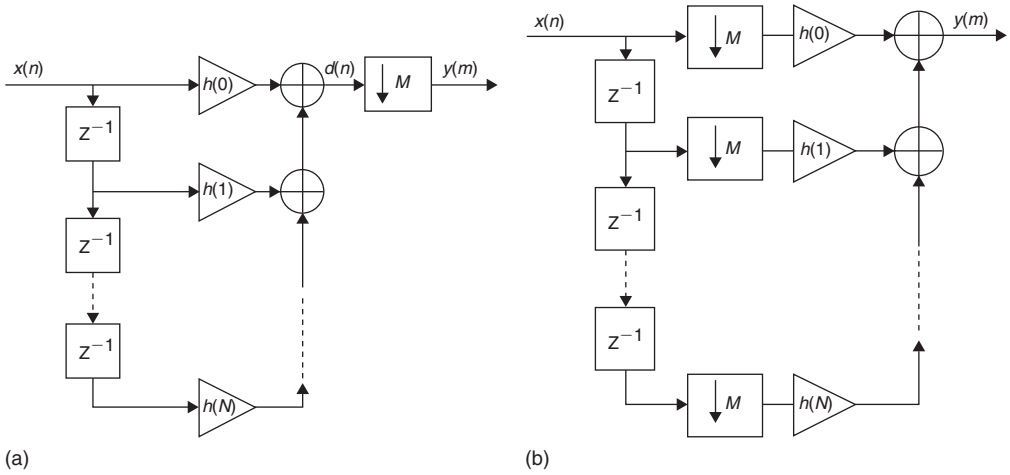 x(n)
h(0)
d(n)
M
y(m)
z⁻¹
h(1)
z⁻¹
z⁻¹
h(N)
(a)
x(n)
M
h(0)
y(m)
z⁻¹
M
h(1)
z⁻¹
z⁻¹
M
h(N)
(b)